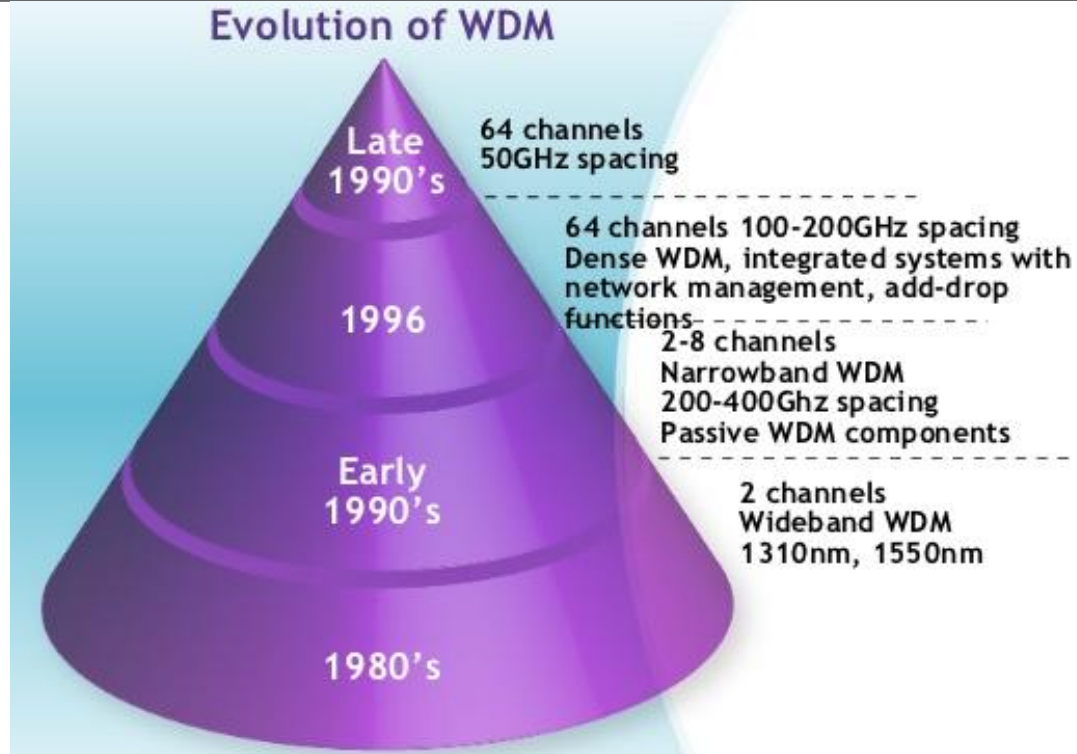 Evolution of WDM
Late
1990's
64 channels
50GHz spacing
1996
64 channels 100-200GHz spacing
Dense WDM, integrated systems with
network management, add-drop
functions
Early
1990's
2-8 channels
Narrowband WDM
200-400Ghz spacing
Passive WDM components
1980's
2 channels
Wideband WDM
1310nm, 1550nm